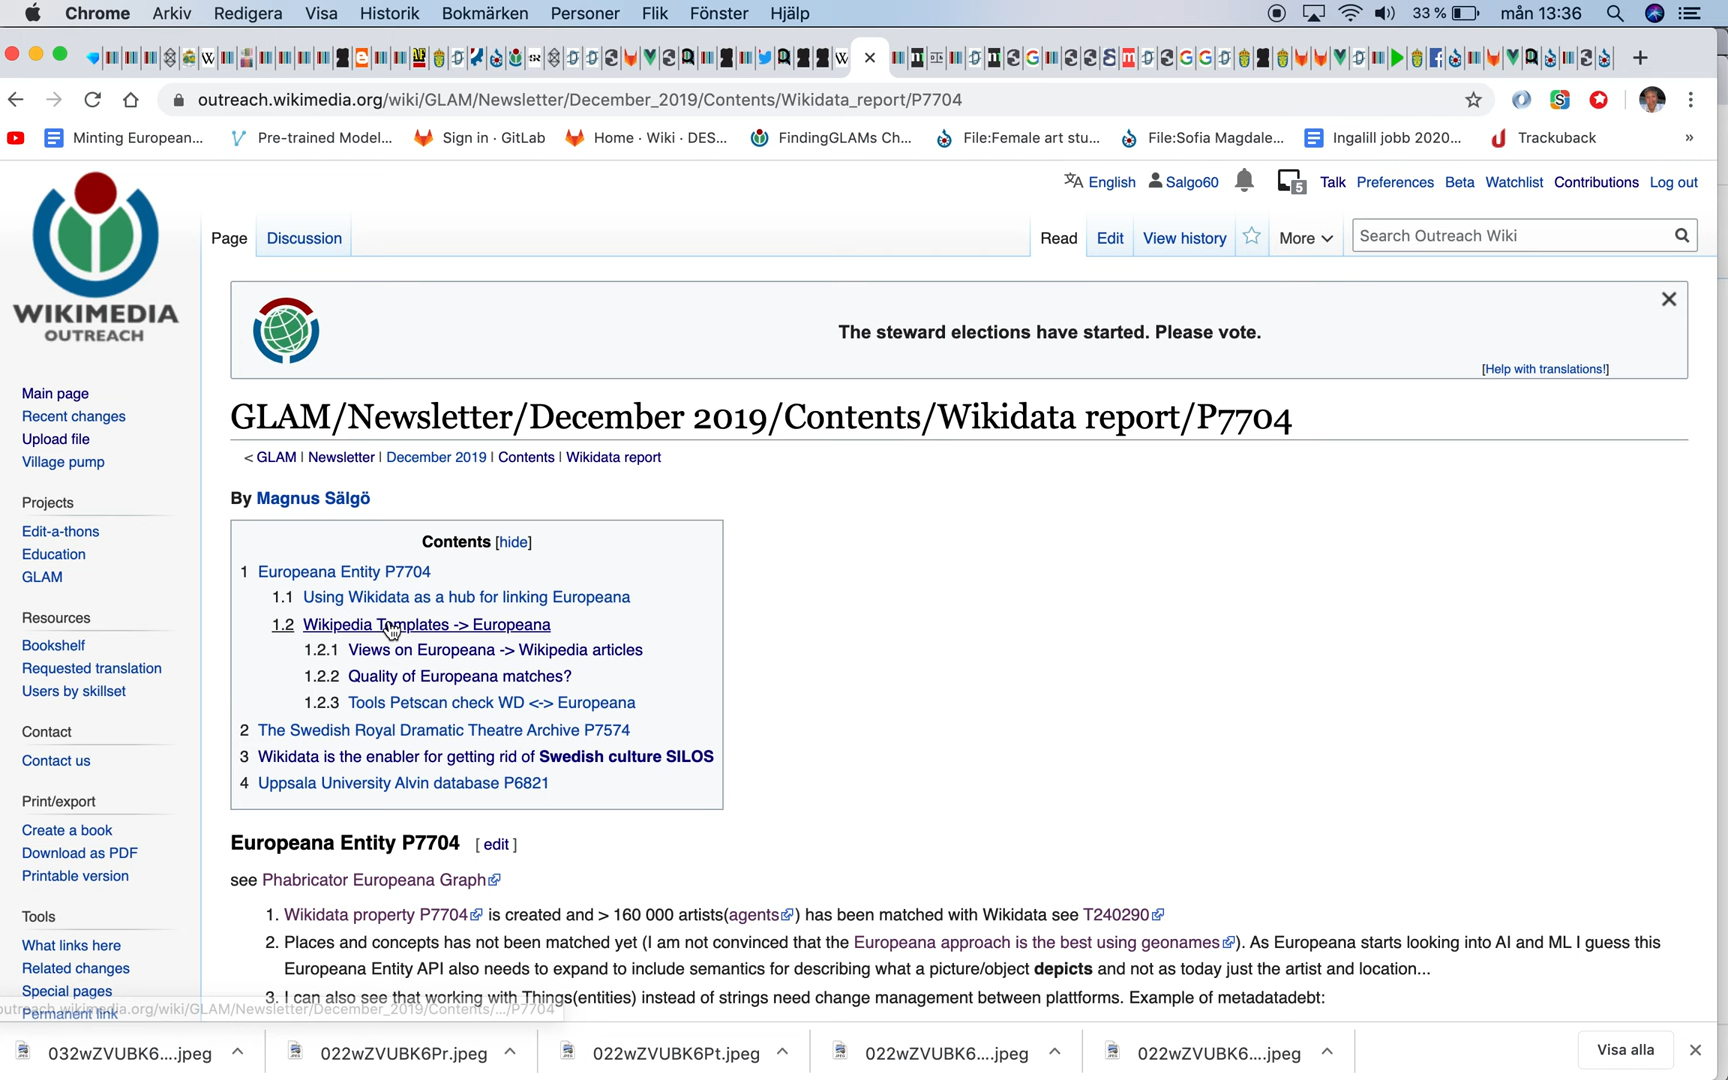 Chrome Arkiv Redigera Visa Historik Bokmärken Personer Flik Fönster Hjälp 33 % mån 13:36
outreach.wikimedia.org/wiki/GLAM/Newsletter/December_2019/Contents/Wikidata_report/P7704
Minting European... Pre-trained Model... Sign in · GitLab Home · Wiki · DES... FindingGLAMs Ch... File:Female art stu... File:Sofia Magdale... Ingalill jobb 2020... Trackuback »
English Salgo60 5 Talk Preferences Beta Watchlist Contributions Log out
Page Discussion Read Edit View history More Search Outreach Wiki
WIKIMEDIA
OUTREACH
The steward elections have started. Please vote.
[Help with translations!]
Main page
Recent changes
Upload file
Village pump
Projects
Edit-a-thons
Education
GLAM
Resources
Bookshelf
Requested translation
Users by skillset
Contact
Contact us
Print/export
Create a book
Download as PDF
Printable version
Tools
What links here
Related changes
Special pages
Permanent link
GLAM/Newsletter/December 2019/Contents/Wikidata report/P7704
< GLAM | Newsletter | December 2019 | Contents | Wikidata report
By Magnus Sälgö
Contents [hide]
1 Europeana Entity P7704
1.1 Using Wikidata as a hub for linking Europeana
1.2 Wikipedia Templates -> Europeana
1.2.1 Views on Europeana -> Wikipedia articles
1.2.2 Quality of Europeana matches?
1.2.3 Tools Petscan check WD <-> Europeana
2 The Swedish Royal Dramatic Theatre Archive P7574
3 Wikidata is the enabler for getting rid of Swedish culture SILOS
4 Uppsala University Alvin database P6821
Europeana Entity P7704 [ edit ]
see Phabricator Europeana Graph
1. Wikidata property P7704 is created and > 160 000 artists(agents) has been matched with Wikidata see T240290
2. Places and concepts has not been matched yet (I am not convinced that the Europeana approach is the best using geonames). As Europeana starts looking into AI and ML I guess this
Europeana Entity API also needs to expand to include semantics for describing what a picture/object depicts and not as today just the artist and location...
3. I can also see that working with Things(entities) instead of strings need change management between plattforms. Example of metadatadebt:
outreach.wikimedia.org/wiki/GLAM/Newsletter/December_2019/Contents/.../P7704
032wZVUBK6....jpeg 022wZVUBK6Pr.jpeg 022wZVUBK6Pt.jpeg 022wZVUBK6....jpeg 022wZVUBK6....jpeg Visa alla